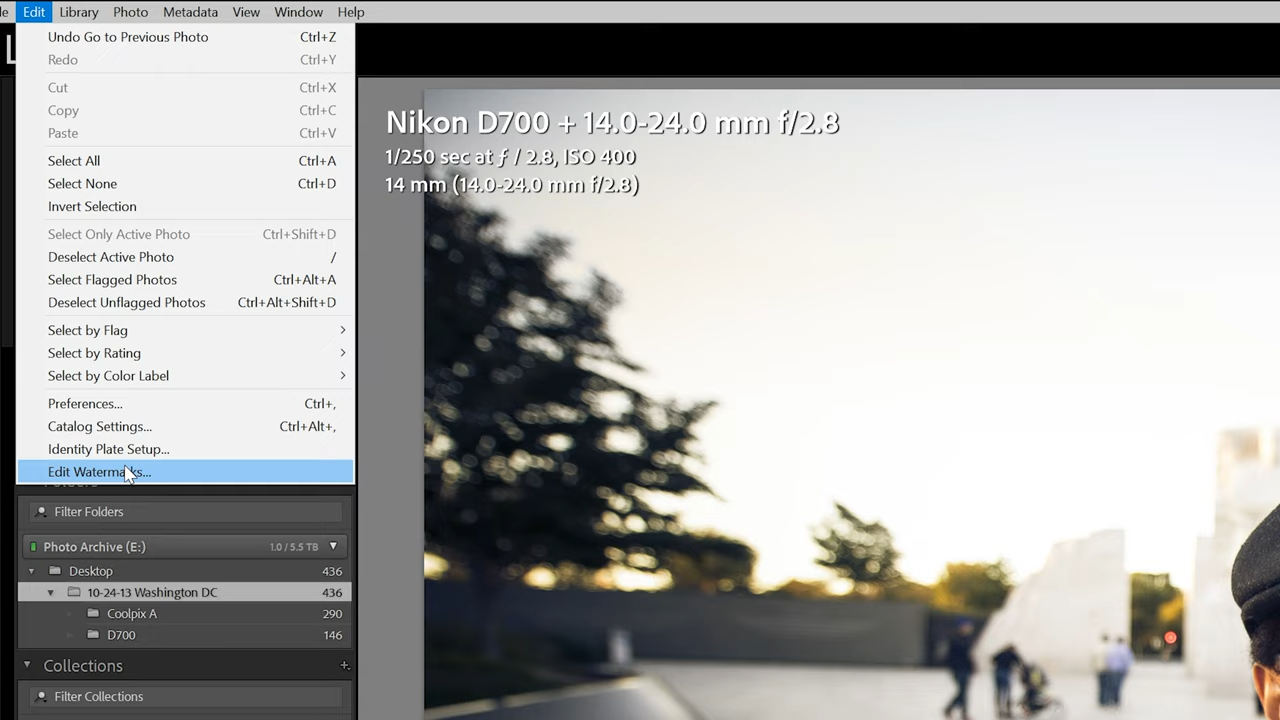 Edit Library Photo Metadata View Window Help
Undo Go to Previous Photo Ctrl+Z
Redo Ctrl+Y
Cut Ctrl+X
Copy Ctrl+C
Paste Ctrl+V
Select All Ctrl+A
Select None Ctrl+D
Invert Selection
Select Only Active Photo Ctrl+Shift+D
Deselect Active Photo /
Select Flagged Photos Ctrl+Alt+A
Deselect Unflagged Photos Ctrl+Alt+Shift+D
Select by Flag >
Select by Rating >
Select by Color Label >
Preferences... Ctrl+,
Catalog Settings... Ctrl+Alt+,
Identity Plate Setup...
Edit Watermarks...
Nikon D700 + 14.0-24.0 mm f/2.8
1/250 sec at ƒ / 2.8, ISO 400
14 mm (14.0-24.0 mm f/2.8)
Filter Folders
Photo Archive (E:) 1.0 / 5.5 TB
Desktop 436
10-24-13 Washington DC 436
Coolpix A 290
D700 146
Collections +
Filter Collections